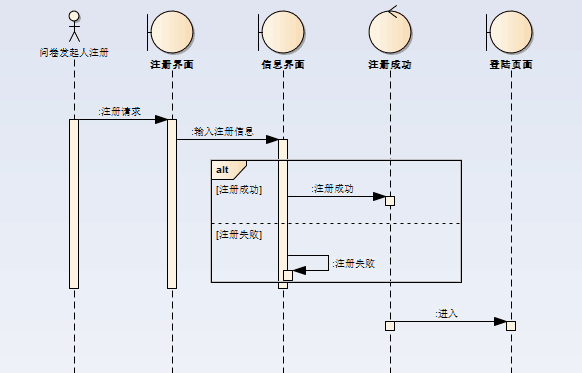 问卷发起人注册
注册界面
信息界面
注册成功
登陆页面
:注册请求
:输入注册信息
alt
[注册成功]
:注册成功
[注册失败]
:注册失败
:进入